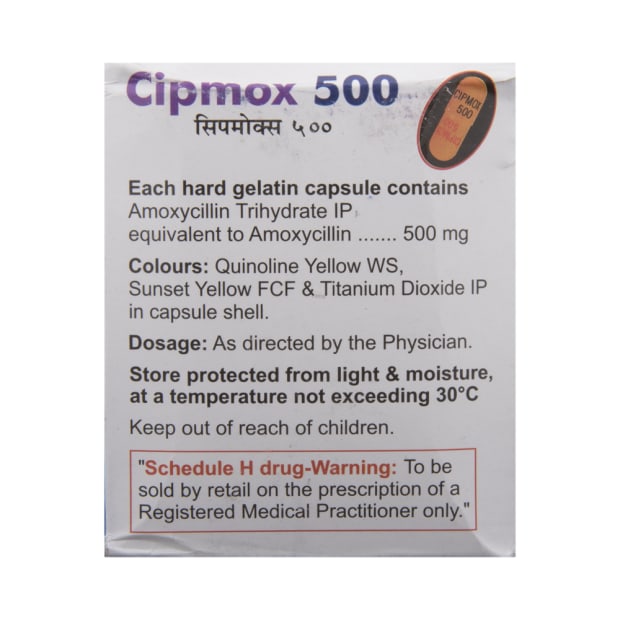 Cipmox 500
सिपमोक्स ५००
CIPMOX
500
Each hard gelatin capsule contains
Amoxycillin Trihydrate IP
equivalent to Amoxycillin ....... 500 mg
Colours: Quinoline Yellow WS,
Sunset Yellow FCF & Titanium Dioxide IP
in capsule shell.
Dosage: As directed by the Physician.
Store protected from light & moisture,
at a temperature not exceeding 30°C
Keep out of reach of children.
"Schedule H drug-Warning: To be
sold by retail on the prescription of a
Registered Medical Practitioner only."